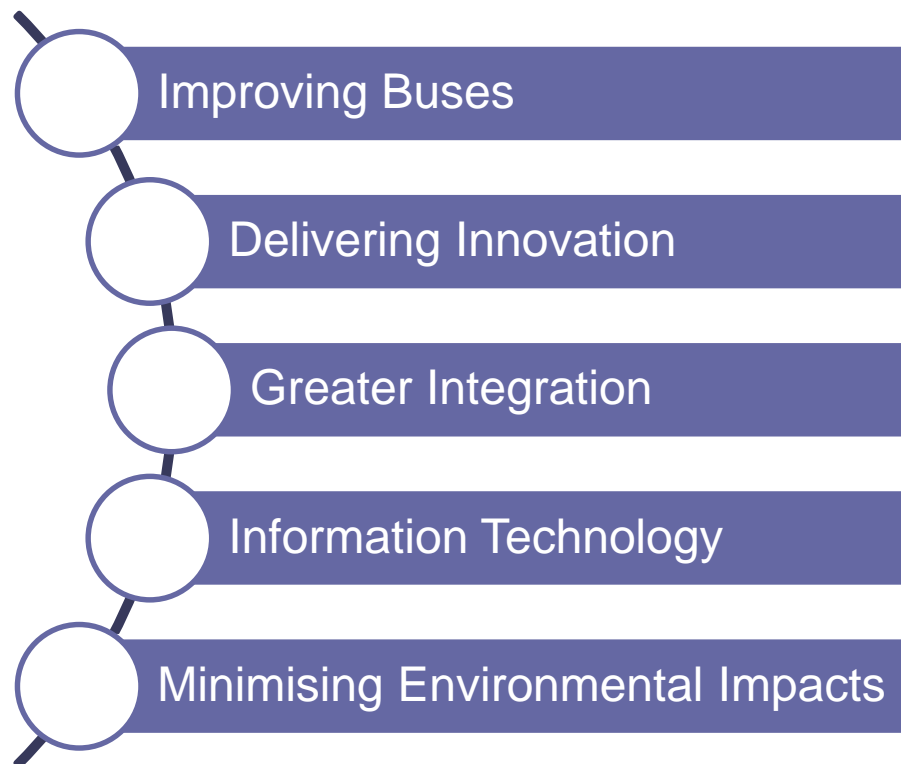 Improving Buses
Delivering Innovation
Greater Integration
Information Technology
Minimising Environmental Impacts